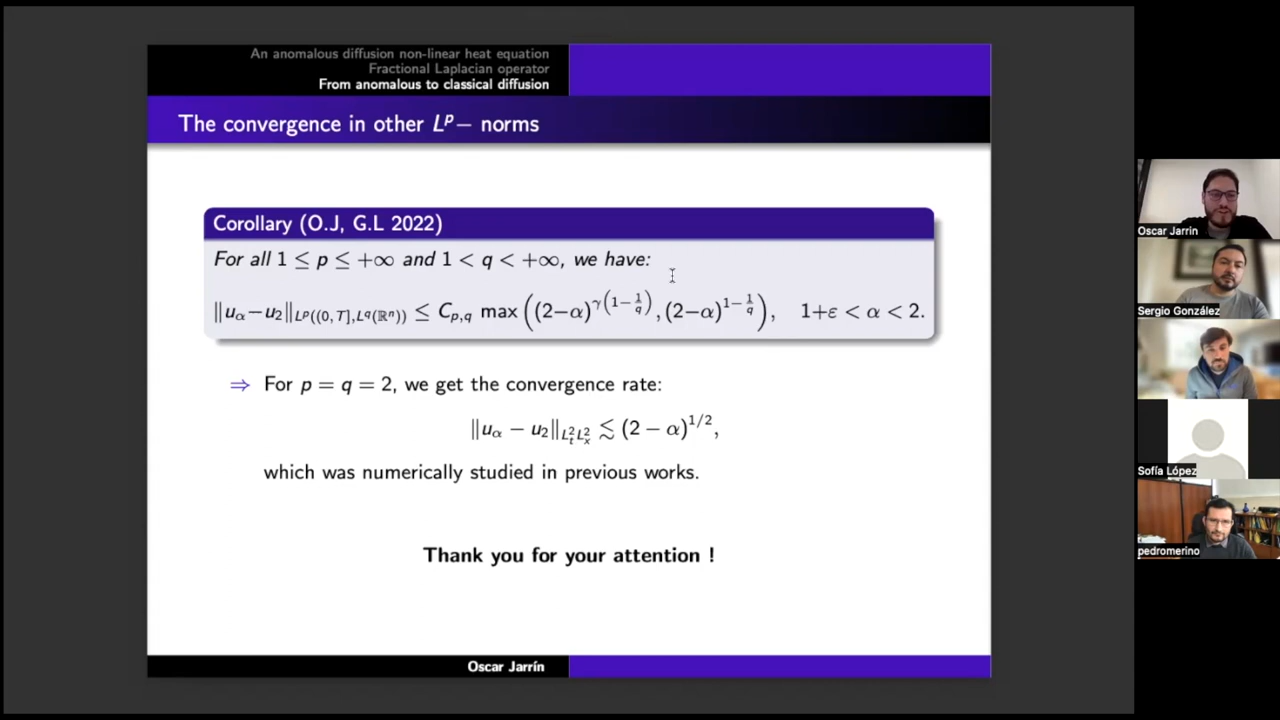 An anomalous diffusion non-linear heat equation
Fractional Laplacian operator
From anomalous to classical diffusion
The convergence in other Lᵖ− norms
Corollary (O.J, G.L 2022)
For all 1 ≤ p ≤ +∞ and 1 < q < +∞, we have:
‖u_α−u_2‖_{L^p((0,T],L^q(ℝ^n))} ≤ C_{p,q} max((2−α)^{γ(1−1/q)}, (2−α)^{1−1/q}), 1+ε < α < 2.
⇒ For p = q = 2, we get the convergence rate:
‖u_α − u_2‖_{L^2_t L^2_x} ≲ (2 − α)^{1/2},
which was numerically studied in previous works.
Thank you for your attention !
Oscar Jarrín
Oscar Jarrin
Sergio González
Sofía López
pedromerino